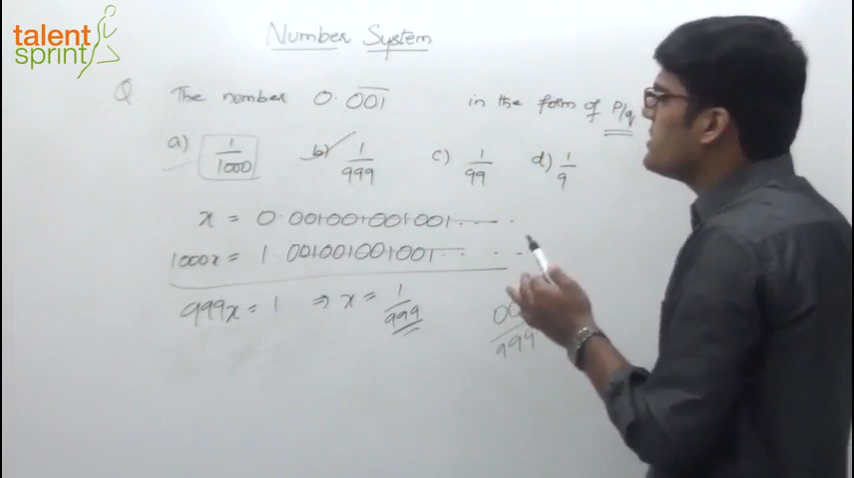 talent
sprint
Number System
Q The number 0.\overline{001} in the form of P/q
a) 1/1000 b) 1/999 c) 1/99 d) 1/9
x = 0.001001001001.....
1000x = 1.001001001001.....
999x = 1 ⇒ x = 1/999
999